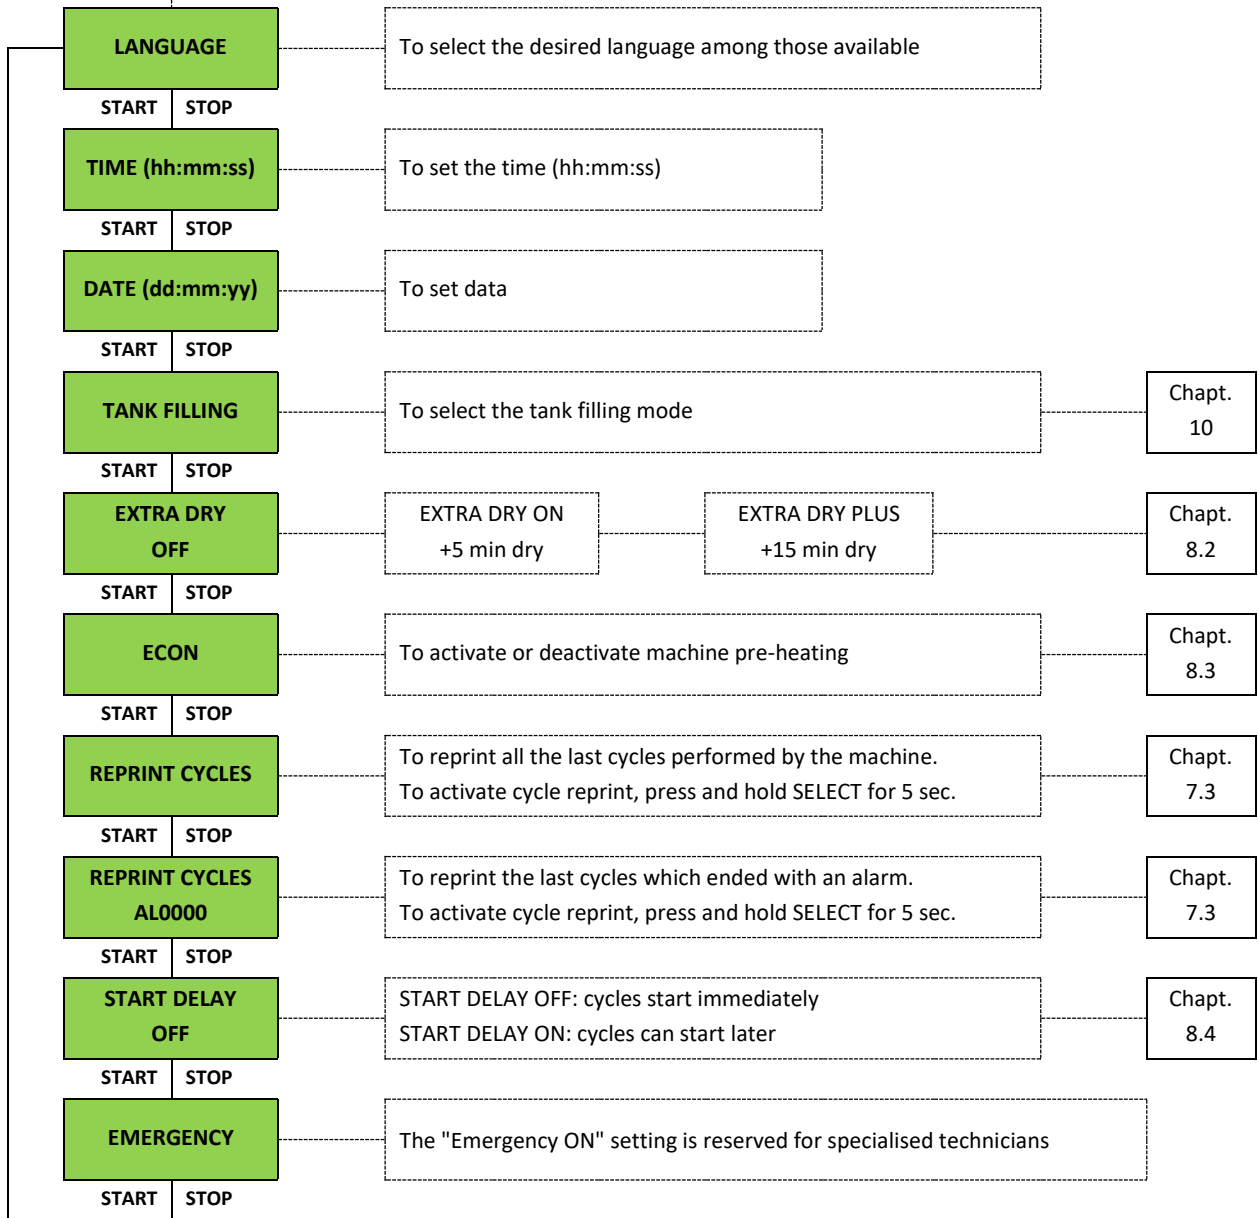 LANGUAGE
To select the desired language among those available
START STOP
TIME (hh:mm:ss)
To set the time (hh:mm:ss)
START STOP
DATE (dd:mm:yy)
To set data
START STOP
TANK FILLING
To select the tank filling mode
Chapt.
10
START STOP
EXTRA DRY
OFF
EXTRA DRY ON
+5 min dry
EXTRA DRY PLUS
+15 min dry
Chapt.
8.2
START STOP
ECON
To activate or deactivate machine pre-heating
Chapt.
8.3
START STOP
REPRINT CYCLES
To reprint all the last cycles performed by the machine.
To activate cycle reprint, press and hold SELECT for 5 sec.
Chapt.
7.3
START STOP
REPRINT CYCLES
AL0000
To reprint the last cycles which ended with an alarm.
To activate cycle reprint, press and hold SELECT for 5 sec.
Chapt.
7.3
START STOP
START DELAY
OFF
START DELAY OFF: cycles start immediately
START DELAY ON: cycles can start later
Chapt.
8.4
START STOP
EMERGENCY
The "Emergency ON" setting is reserved for specialised technicians
START STOP